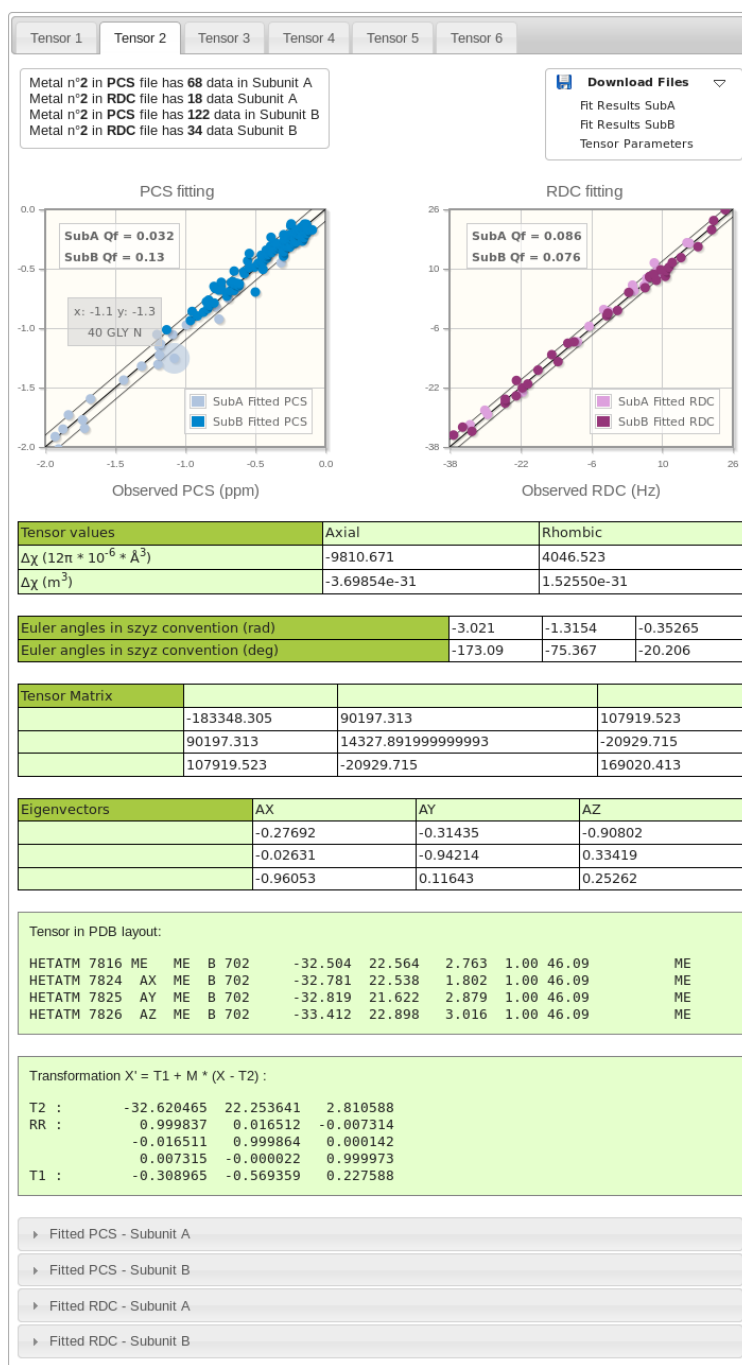 Tensor 1 Tensor 2 Tensor 3 Tensor 4 Tensor 5 Tensor 6
Metal n°2 in PCS file has 68 data in Subunit A
Metal n°2 in RDC file has 18 data Subunit A
Metal n°2 in PCS file has 122 data in Subunit B
Metal n°2 in RDC file has 34 data Subunit B
Download Files
Fit Results SubA
Fit Results SubB
Tensor Parameters
PCS fitting
0.0
-0.5
-1.0
-1.5
-2.0
SubA Qf = 0.032
SubB Qf = 0.13
x: -1.1 y: -1.3
40 GLY N
SubA Fitted PCS
SubB Fitted PCS
-2.0 -1.5 -1.0 -0.5 0.0
Observed PCS (ppm)
RDC fitting
26
10
-6
-22
-38
SubA Qf = 0.086
SubB Qf = 0.076
SubA Fitted RDC
SubB Fitted RDC
-38 -22 -6 10 26
Observed RDC (Hz)
Tensor values Axial Rhombic
Δχ (12π * 10-6 * Å3) -9810.671 4046.523
Δχ (m3) -3.69854e-31 1.52550e-31
Euler angles in szyz convention (rad) -3.021 -1.3154 -0.35265
Euler angles in szyz convention (deg) -173.09 -75.367 -20.206
Tensor Matrix
-183348.305 90197.313 107919.523
90197.313 14327.891999999993 -20929.715
107919.523 -20929.715 169020.413
Eigenvectors AX AY AZ
-0.27692 -0.31435 -0.90802
-0.02631 -0.94214 0.33419
-0.96053 0.11643 0.25262
Tensor in PDB layout:
HETATM 7816 ME ME B 702 -32.504 22.564 2.763 1.00 46.09 ME
HETATM 7824 AX ME B 702 -32.781 22.538 1.802 1.00 46.09 ME
HETATM 7825 AY ME B 702 -32.819 21.622 2.879 1.00 46.09 ME
HETATM 7826 AZ ME B 702 -33.412 22.898 3.016 1.00 46.09 ME
Transformation X' = T1 + M * (X - T2) :
T2 : -32.620465 22.253641 2.810588
RR : 0.999837 0.016512 -0.007314
-0.016511 0.999864 0.000142
0.007315 -0.000022 0.999973
T1 : -0.308965 -0.569359 0.227588
Fitted PCS - Subunit A
Fitted PCS - Subunit B
Fitted RDC - Subunit A
Fitted RDC - Subunit B